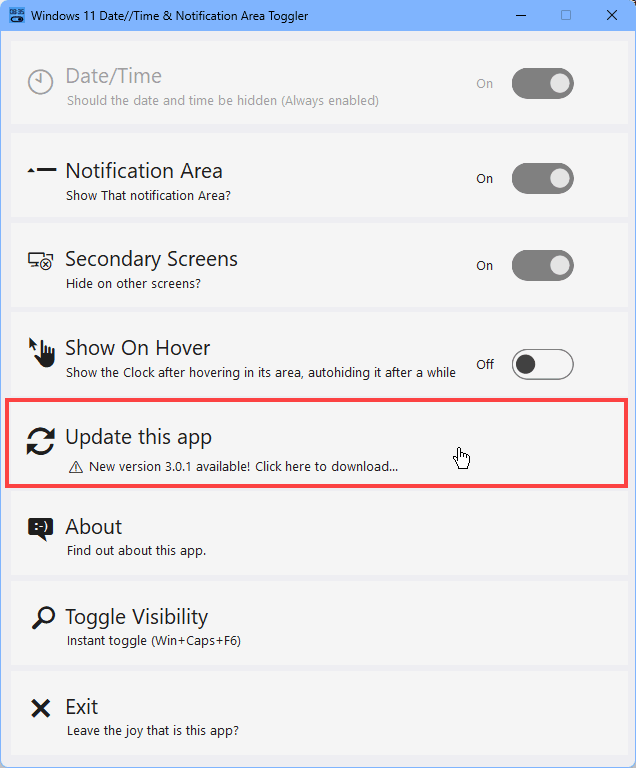 Windows 11 Date//Time & Notification Area Toggler
Date/Time
On
Should the date and time be hidden (Always enabled)
Notification Area
On
Show That notification Area?
Secondary Screens
On
Hide on other screens?
Show On Hover
Off
Show the Clock after hovering in its area, autohiding it after a while
Update this app
New version 3.0.1 available! Click here to download...
:-)
About
Find out about this app.
Toggle Visibility
Instant toggle (Win+Caps+F6)
Exit
Leave the joy that is this app?